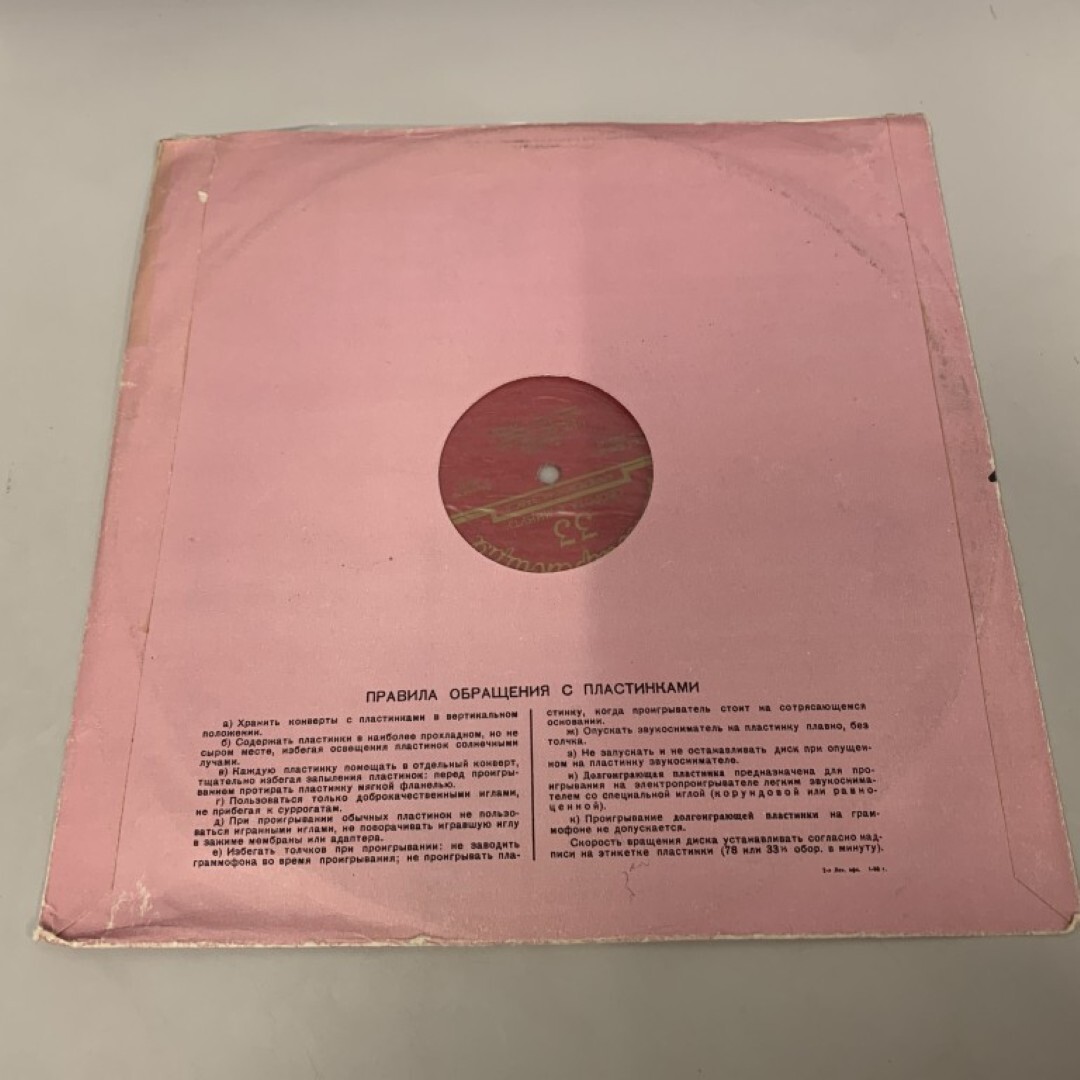 ПРАВИЛА ОБРАЩЕНИЯ С ПЛАСТИНКАМИ
а) Хранить конверты с пластинками в вертикальном
положении.
б) Содержать пластинки в наиболее прохладном, но не
сыром месте, избегая освещения пластинок солнечными
лучами.
в) Каждую пластинку помещать в отдельный конверт,
тщательно избегая запыления пластинок: перед проигры-
ванием протирать пластинку мягкой фланелью.
г) Пользоваться только доброкачественными иглами,
не прибегая к суррогатам.
д) При проигрывании обычных пластинок не пользо-
ваться игранными иглами, не поворачивать игравшую иглу
в зажиме мембраны или адаптера.
е) Избегать толчков при проигрывании: не заводить
граммофона во время проигрывания; не проигрывать пла-
стинку, когда проигрыватель стоит на сотрясающемся
основании.
ж) Опускать звукосниматель на пластинку плавно, без
толчка.
з) Не запускать и не останавливать диск при опущен-
ном на пластинку звукоснимателе.
и) Долгоиграющая пластинка предназначена для про-
игрывания на электропроигрывателе легким звукоснима-
телем со специальной иглой (корундовой или равно-
ценной).
к) Проигрывание долгоиграющей пластинки на грам-
мофоне не допускается.
Скорость вращения диска устанавливать согласно над-
писи на этикетке пластинки (78 или 33⅓ обор. в минуту).
33